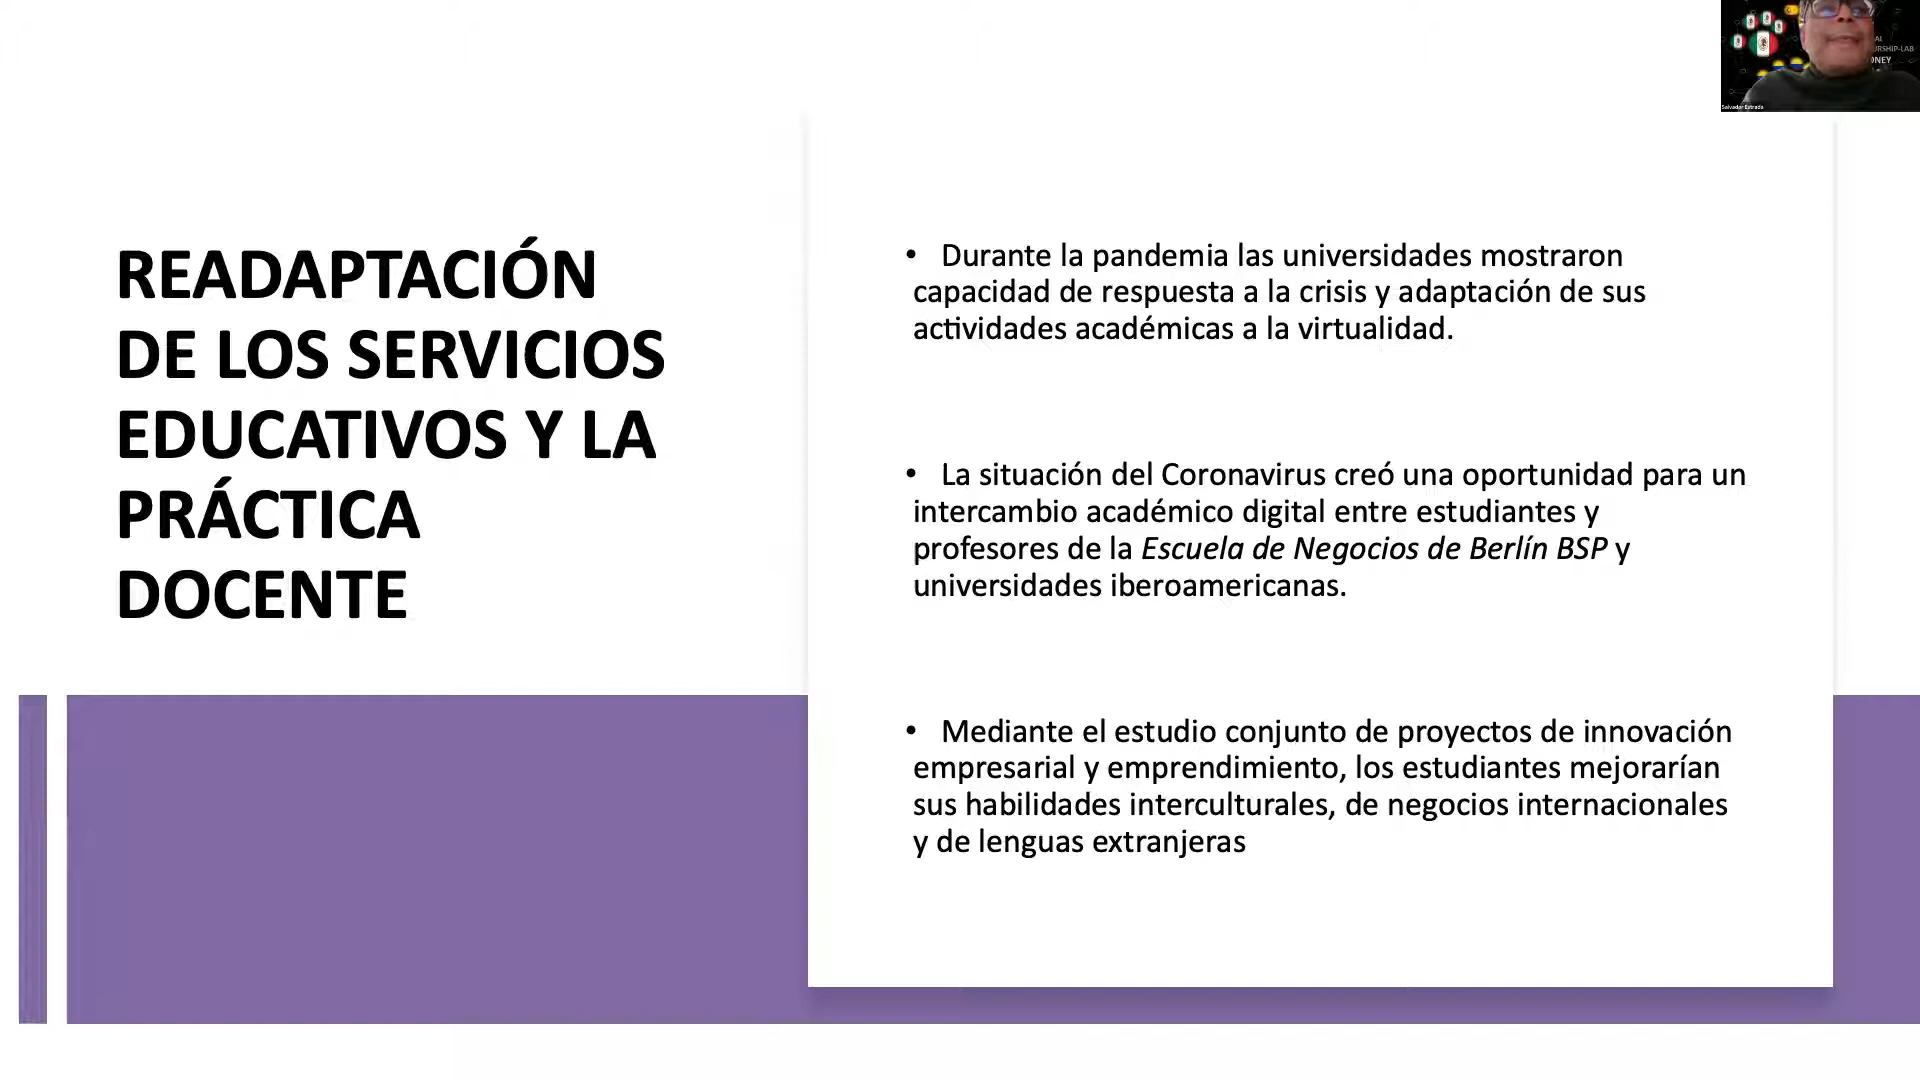 READAPTACIÓN
DE LOS SERVICIOS
EDUCATIVOS Y LA
PRÁCTICA
DOCENTE
• Durante la pandemia las universidades mostraron
capacidad de respuesta a la crisis y adaptación de sus
actividades académicas a la virtualidad.
• La situación del Coronavirus creó una oportunidad para un
intercambio académico digital entre estudiantes y
profesores de la Escuela de Negocios de Berlín BSP y
universidades iberoamericanas.
• Mediante el estudio conjunto de proyectos de innovación
empresarial y emprendimiento, los estudiantes mejorarían
sus habilidades interculturales, de negocios internacionales
y de lenguas extranjeras
Salvador Estrada